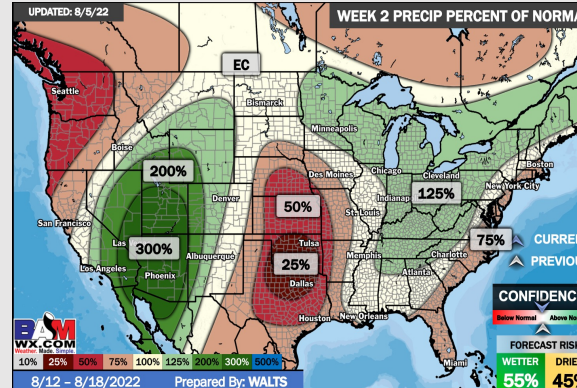 UPDATED: 8/5/22
WEEK 2 PRECIP PERCENT OF NORMA
EC
Seattle
Bismarck
Minneapolis
Boise
Boston
200%
Des Moines
Chicago
Cleveland
New York City
Denver
50%
Indianap
125%
St. Louis
San Francisco
300%
Las
Tulsa
75%
CURRE
Los Angeles
Albuquerque
25%
Memphis
Charlotte
PREVIOU
Phoenix
Dallas
Atlanta
Houston
New Orleans
CONFIDENC
Below Normal
Above No
BAM
WX.COM
Weather. Made. Simple.
Miami
FORECAST RISK
10% 25% 50% 75% 100% 125% 200% 300% 500%
WETTER
DRIE
8/12 – 8/18/2022
Prepared By: WALTS
55%
45%